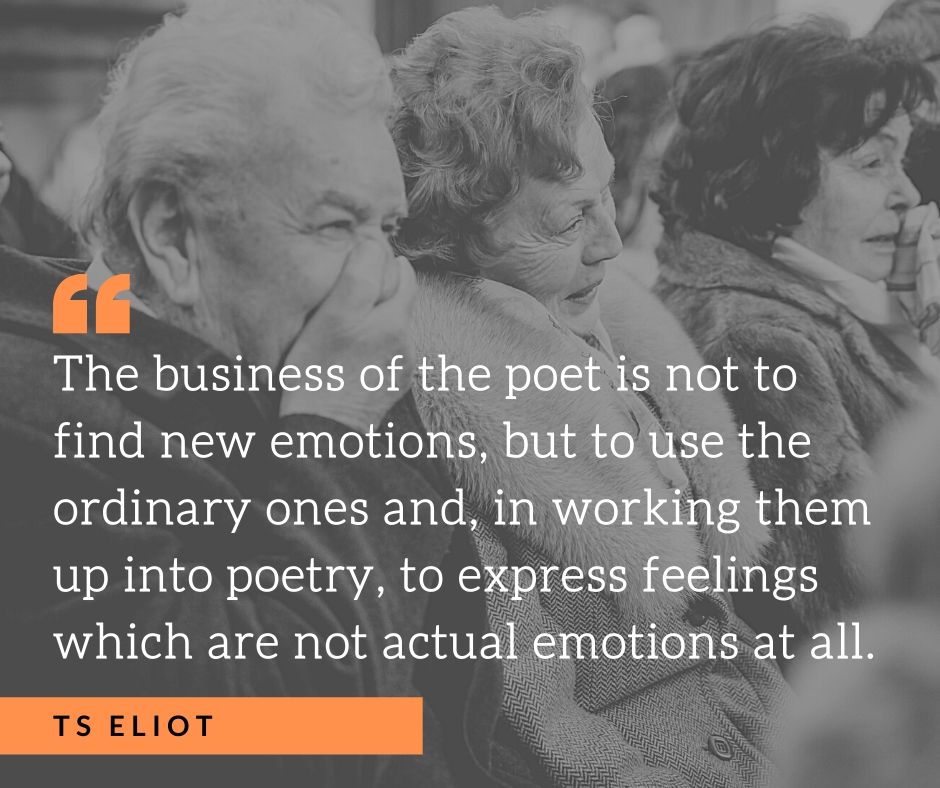 “
The business of the poet is not to
find new emotions, but to use the
ordinary ones and, in working them
up into poetry, to express feelings
which are not actual emotions at all.
TS ELIOT